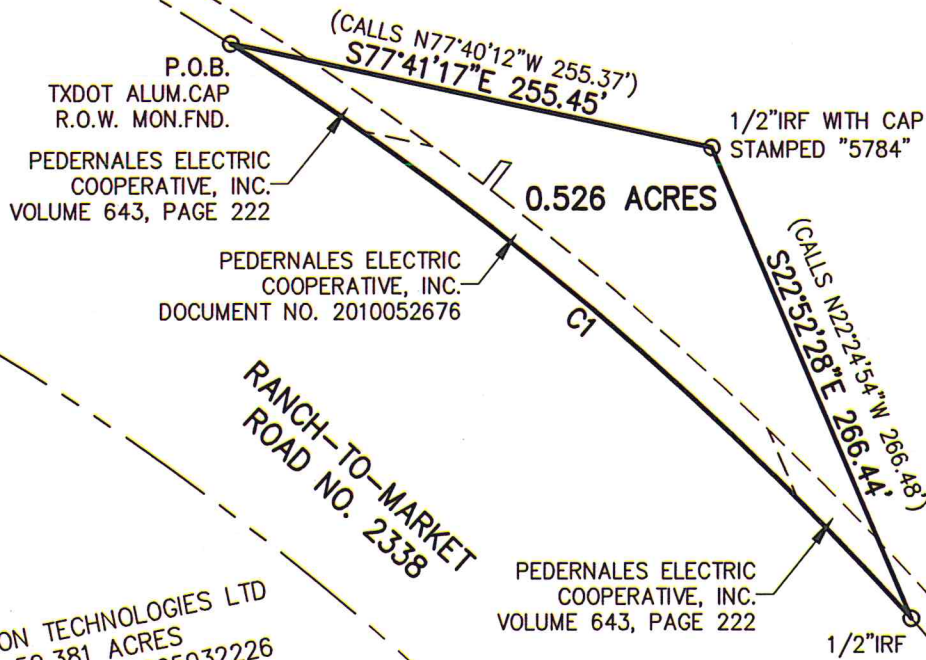 (CALLS N77°40'12"W 255.37')
S77°41'17"E 255.45'
P.O.B.
TXDOT ALUM.CAP
R.O.W. MON.FND.
1/2"IRF WITH CAP
STAMPED "5784"
PEDERNALES ELECTRIC
COOPERATIVE, INC.
VOLUME 643, PAGE 222
0.526 ACRES
PEDERNALES ELECTRIC
COOPERATIVE, INC.
DOCUMENT NO. 2010052676
(CALLS N22°24'54"W 266.48')
S22°52'28"E 266.44'
C1
RANCH-TO-MARKET
ROAD NO. 2338
PEDERNALES ELECTRIC
COOPERATIVE, INC.
VOLUME 643, PAGE 222
1/2"IRF
ON TECHNOLOGIES LTD
381 ACRES